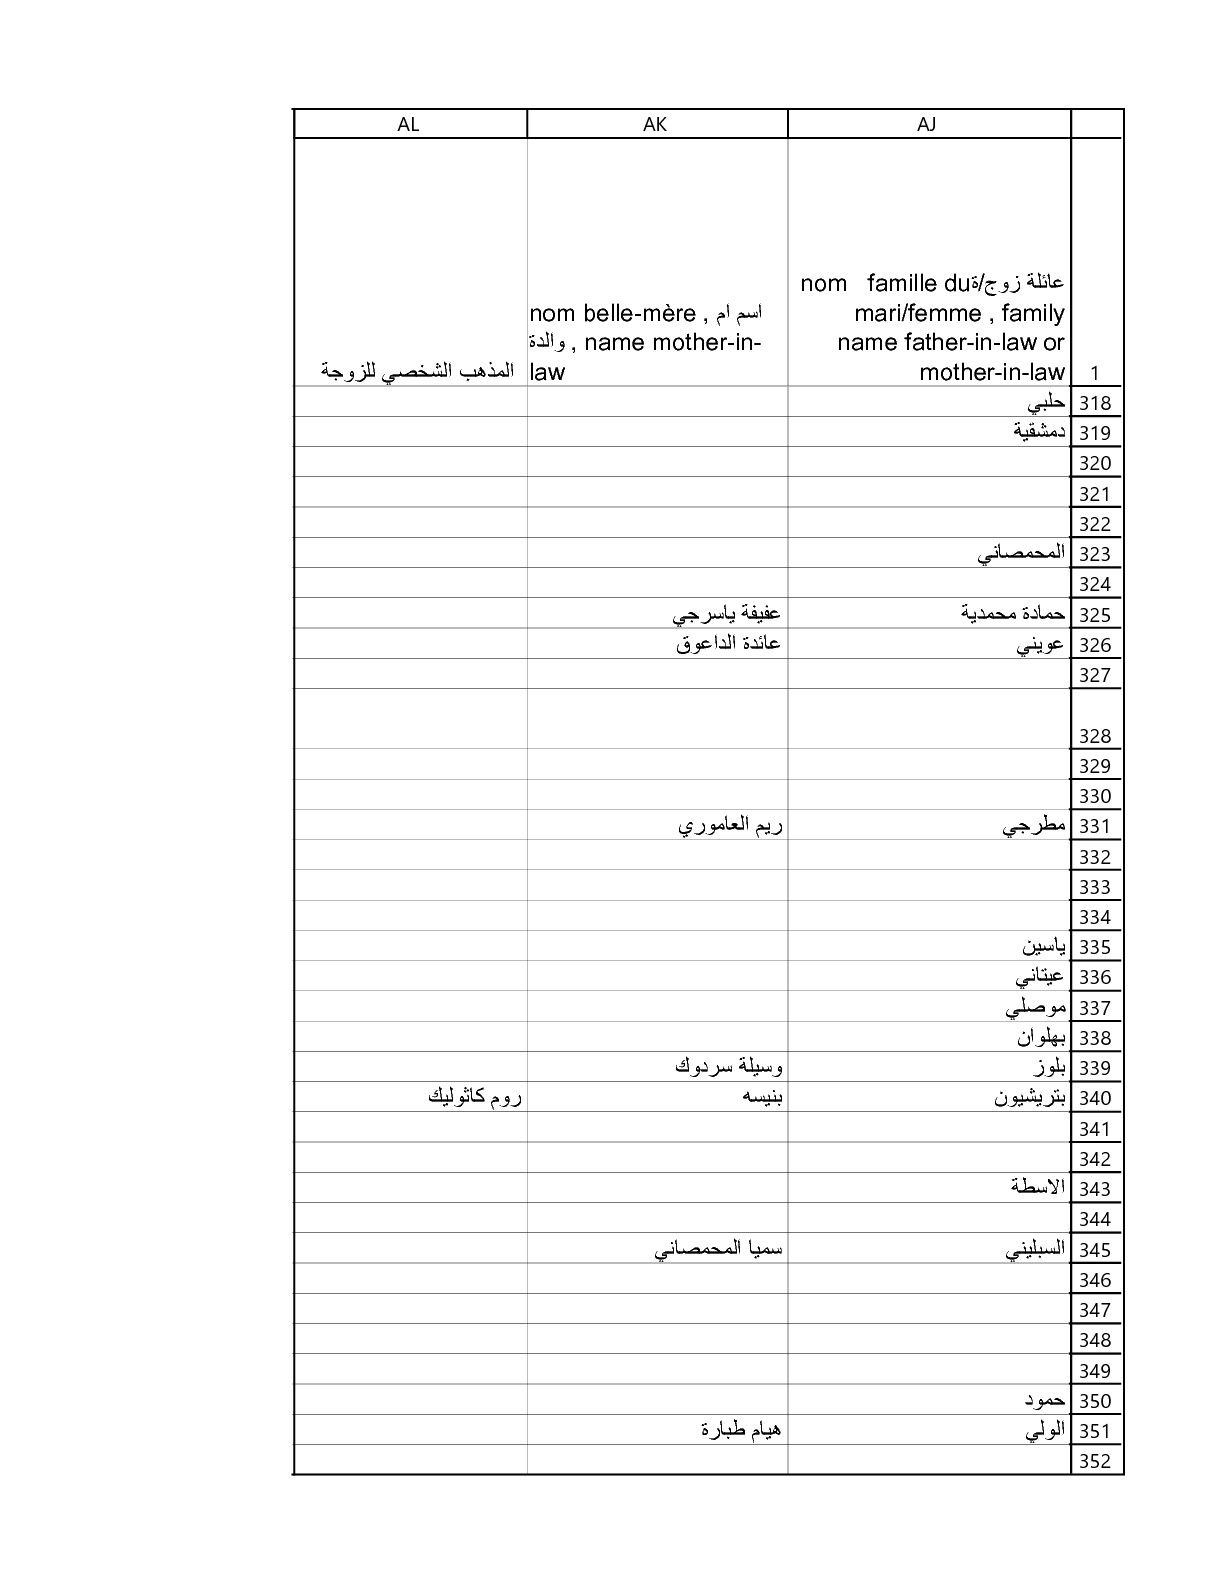 AJ AK AL
عائلة زوج/ة nom famille du
mari/femme , family
name father-in-law or
mother-in-law
nom belle-mère , اسم ام
والدة , name mother-in-
law
المذهب الشخصي للزوجة
1
318 حلبي
319 دمشقية
320
321
322
323 المحمصاني
324
325 حمادة محمدية عفيفة ياسرجي
326 عويني عائدة الداعوق
327
328
329
330
331 مطرجي ريم العاموري
332
333
334
335 ياسين
336 عيتاني
337 موصلي
338 بهلوان
339 بلوز وسيلة سردوك
340 بتريشيون بنيسه روم كاثوليك
341
342
343 الاسطة
344
345 السبليني سميا المحمصاني
346
347
348
349
350 حمود
351 الولي هيام طبارة
352